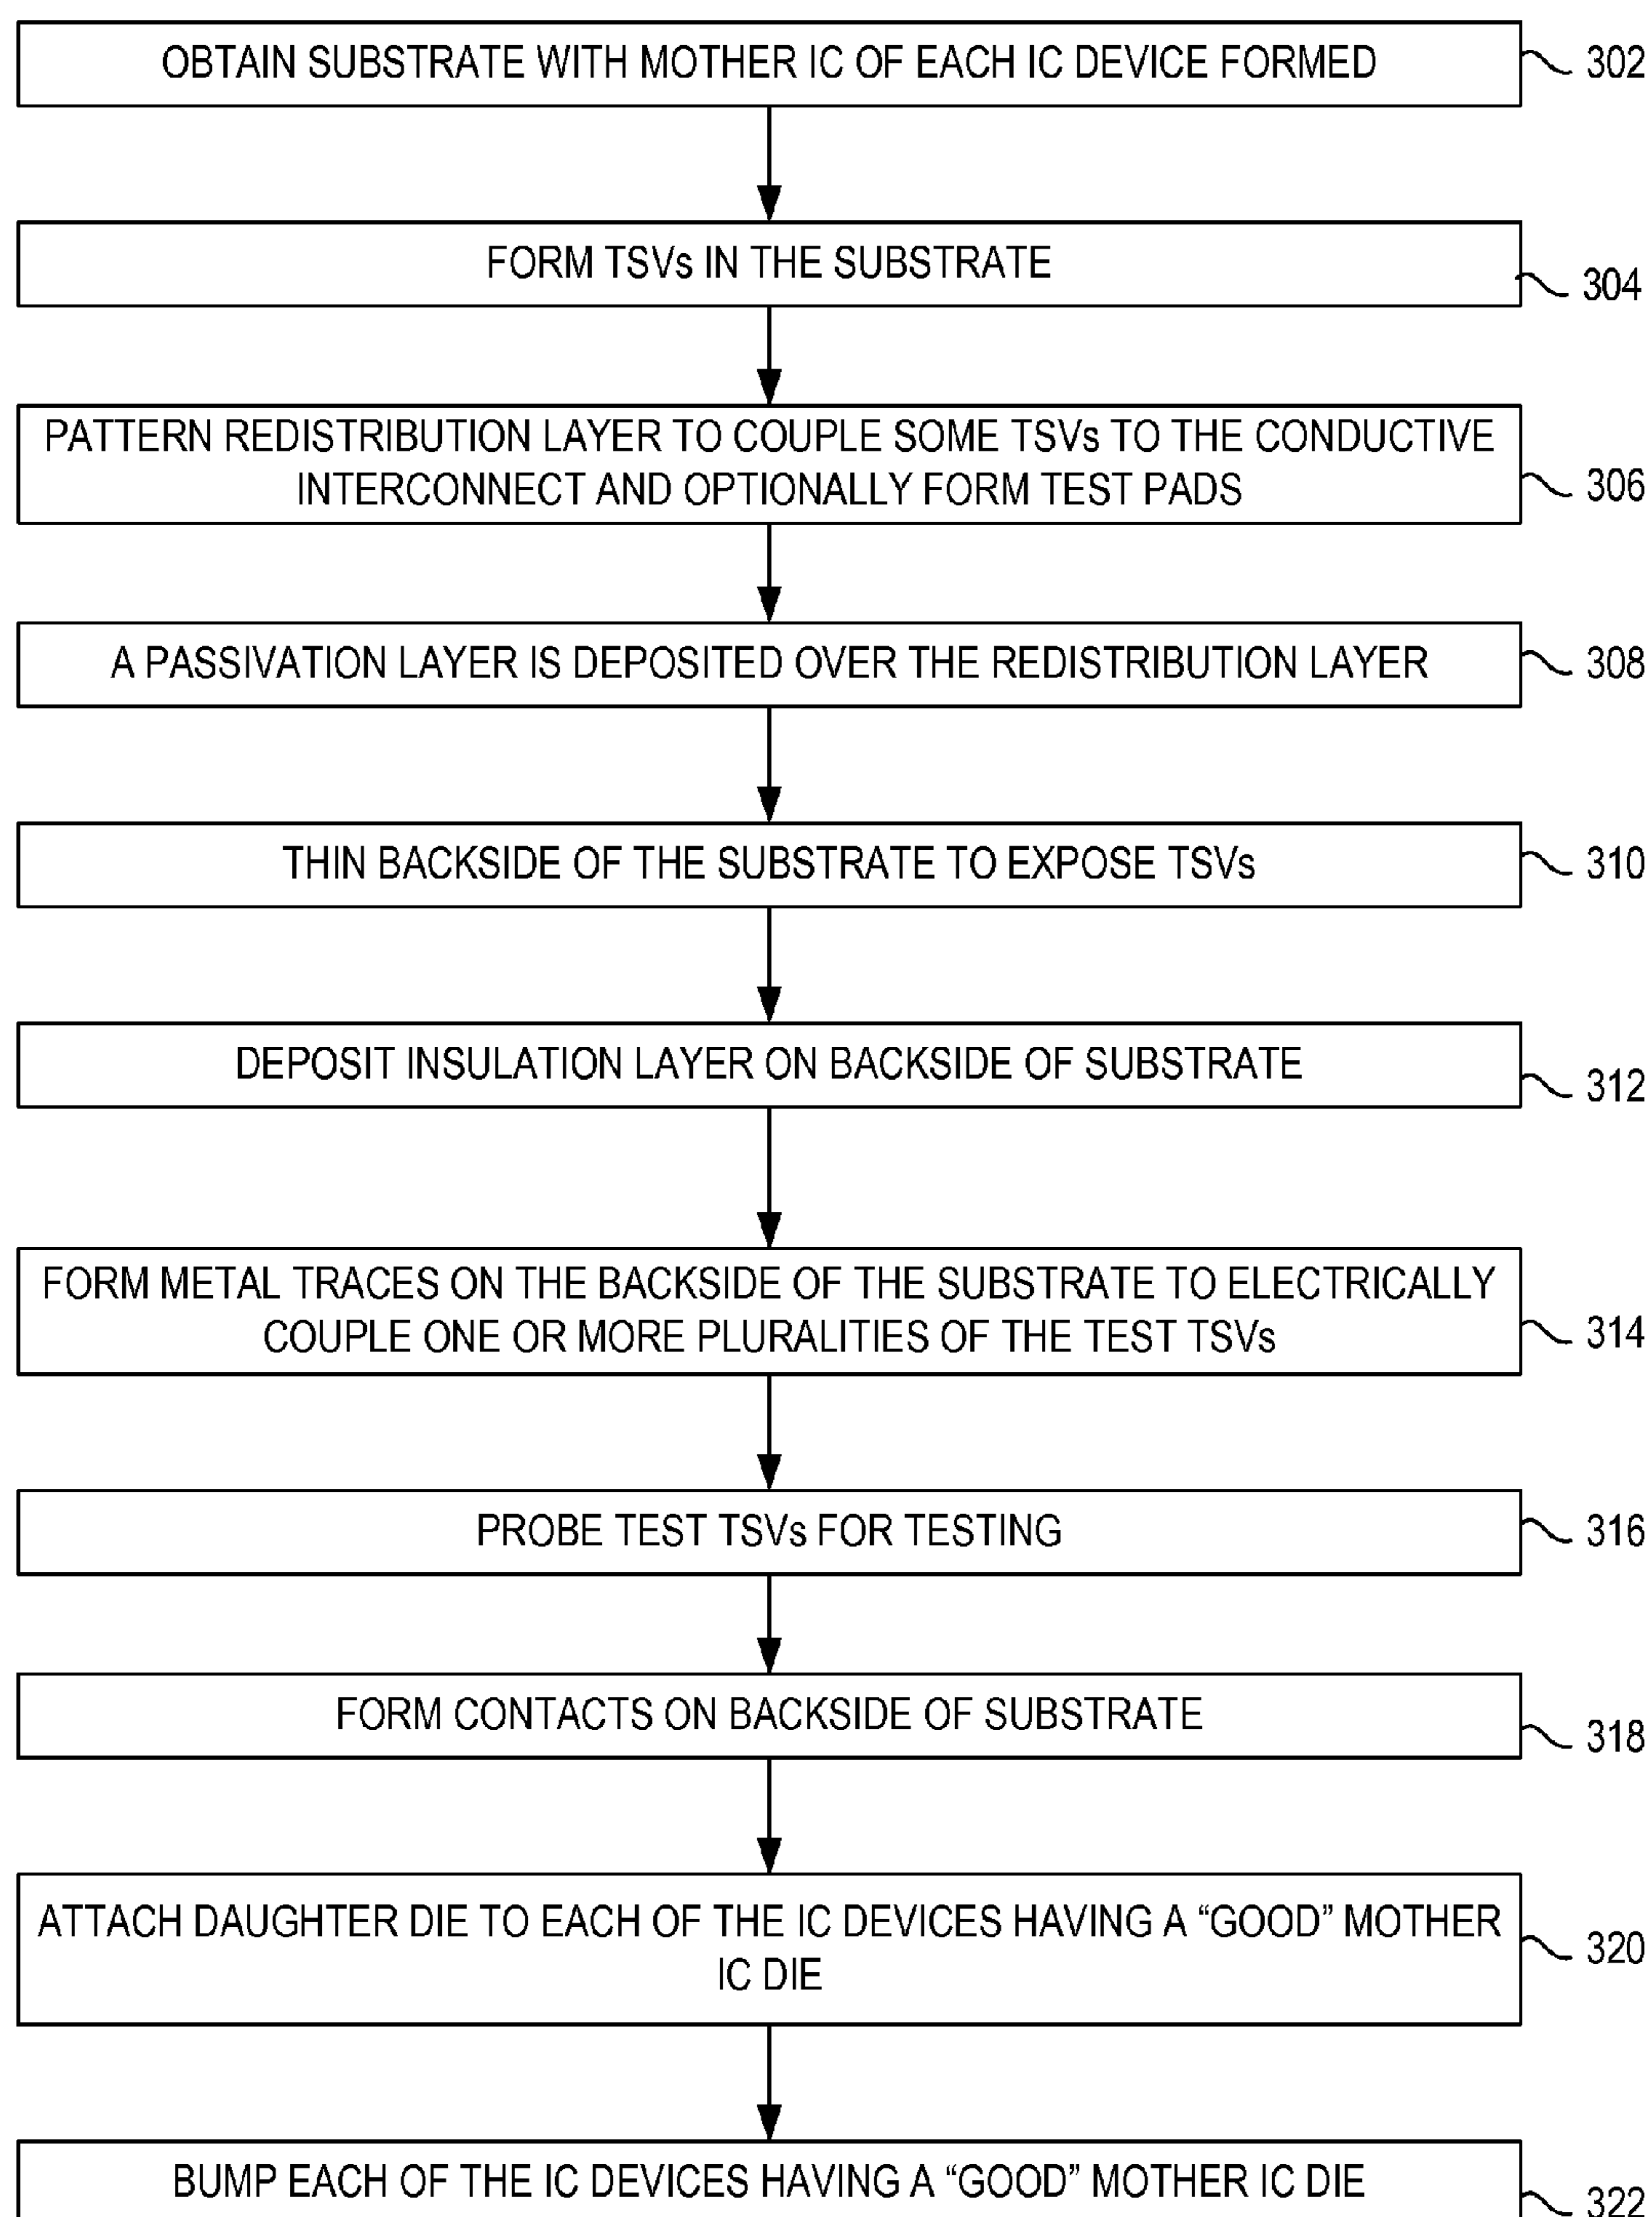 OBTAIN SUBSTRATE WITH MOTHER IC OF EACH IC DEVICE FORMED
302
FORM TSVs IN THE SUBSTRATE
304
PATTERN REDISTRIBUTION LAYER TO COUPLE SOME TSVs TO THE CONDUCTIVE
INTERCONNECT AND OPTIONALLY FORM TEST PADS
306
A PASSIVATION LAYER IS DEPOSITED OVER THE REDISTRIBUTION LAYER
308
THIN BACKSIDE OF THE SUBSTRATE TO EXPOSE TSVs
310
DEPOSIT INSULATION LAYER ON BACKSIDE OF SUBSTRATE
312
FORM METAL TRACES ON THE BACKSIDE OF THE SUBSTRATE TO ELECTRICALLY
COUPLE ONE OR MORE PLURALITIES OF THE TEST TSVs
314
PROBE TEST TSVs FOR TESTING
316
FORM CONTACTS ON BACKSIDE OF SUBSTRATE
318
ATTACH DAUGHTER DIE TO EACH OF THE IC DEVICES HAVING A “GOOD” MOTHER
IC DIE
320
BUMP EACH OF THE IC DEVICES HAVING A “GOOD” MOTHER IC DIE
322